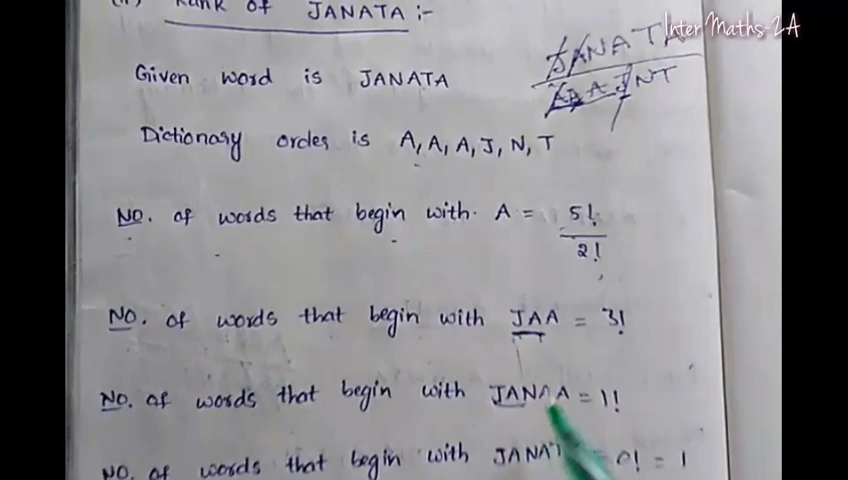 Rank of JANATA :-
Inter Maths-2A
JANATA
Given word is JANATA
Dictionary order is A, A, A, J, N, T
NO. of words that begin with A = 5!/2!
NO. of words that begin with JAA = 3!
NO. of words that begin with JANAA = 1!
NO. of words that begin with JANAT = 0! = 1